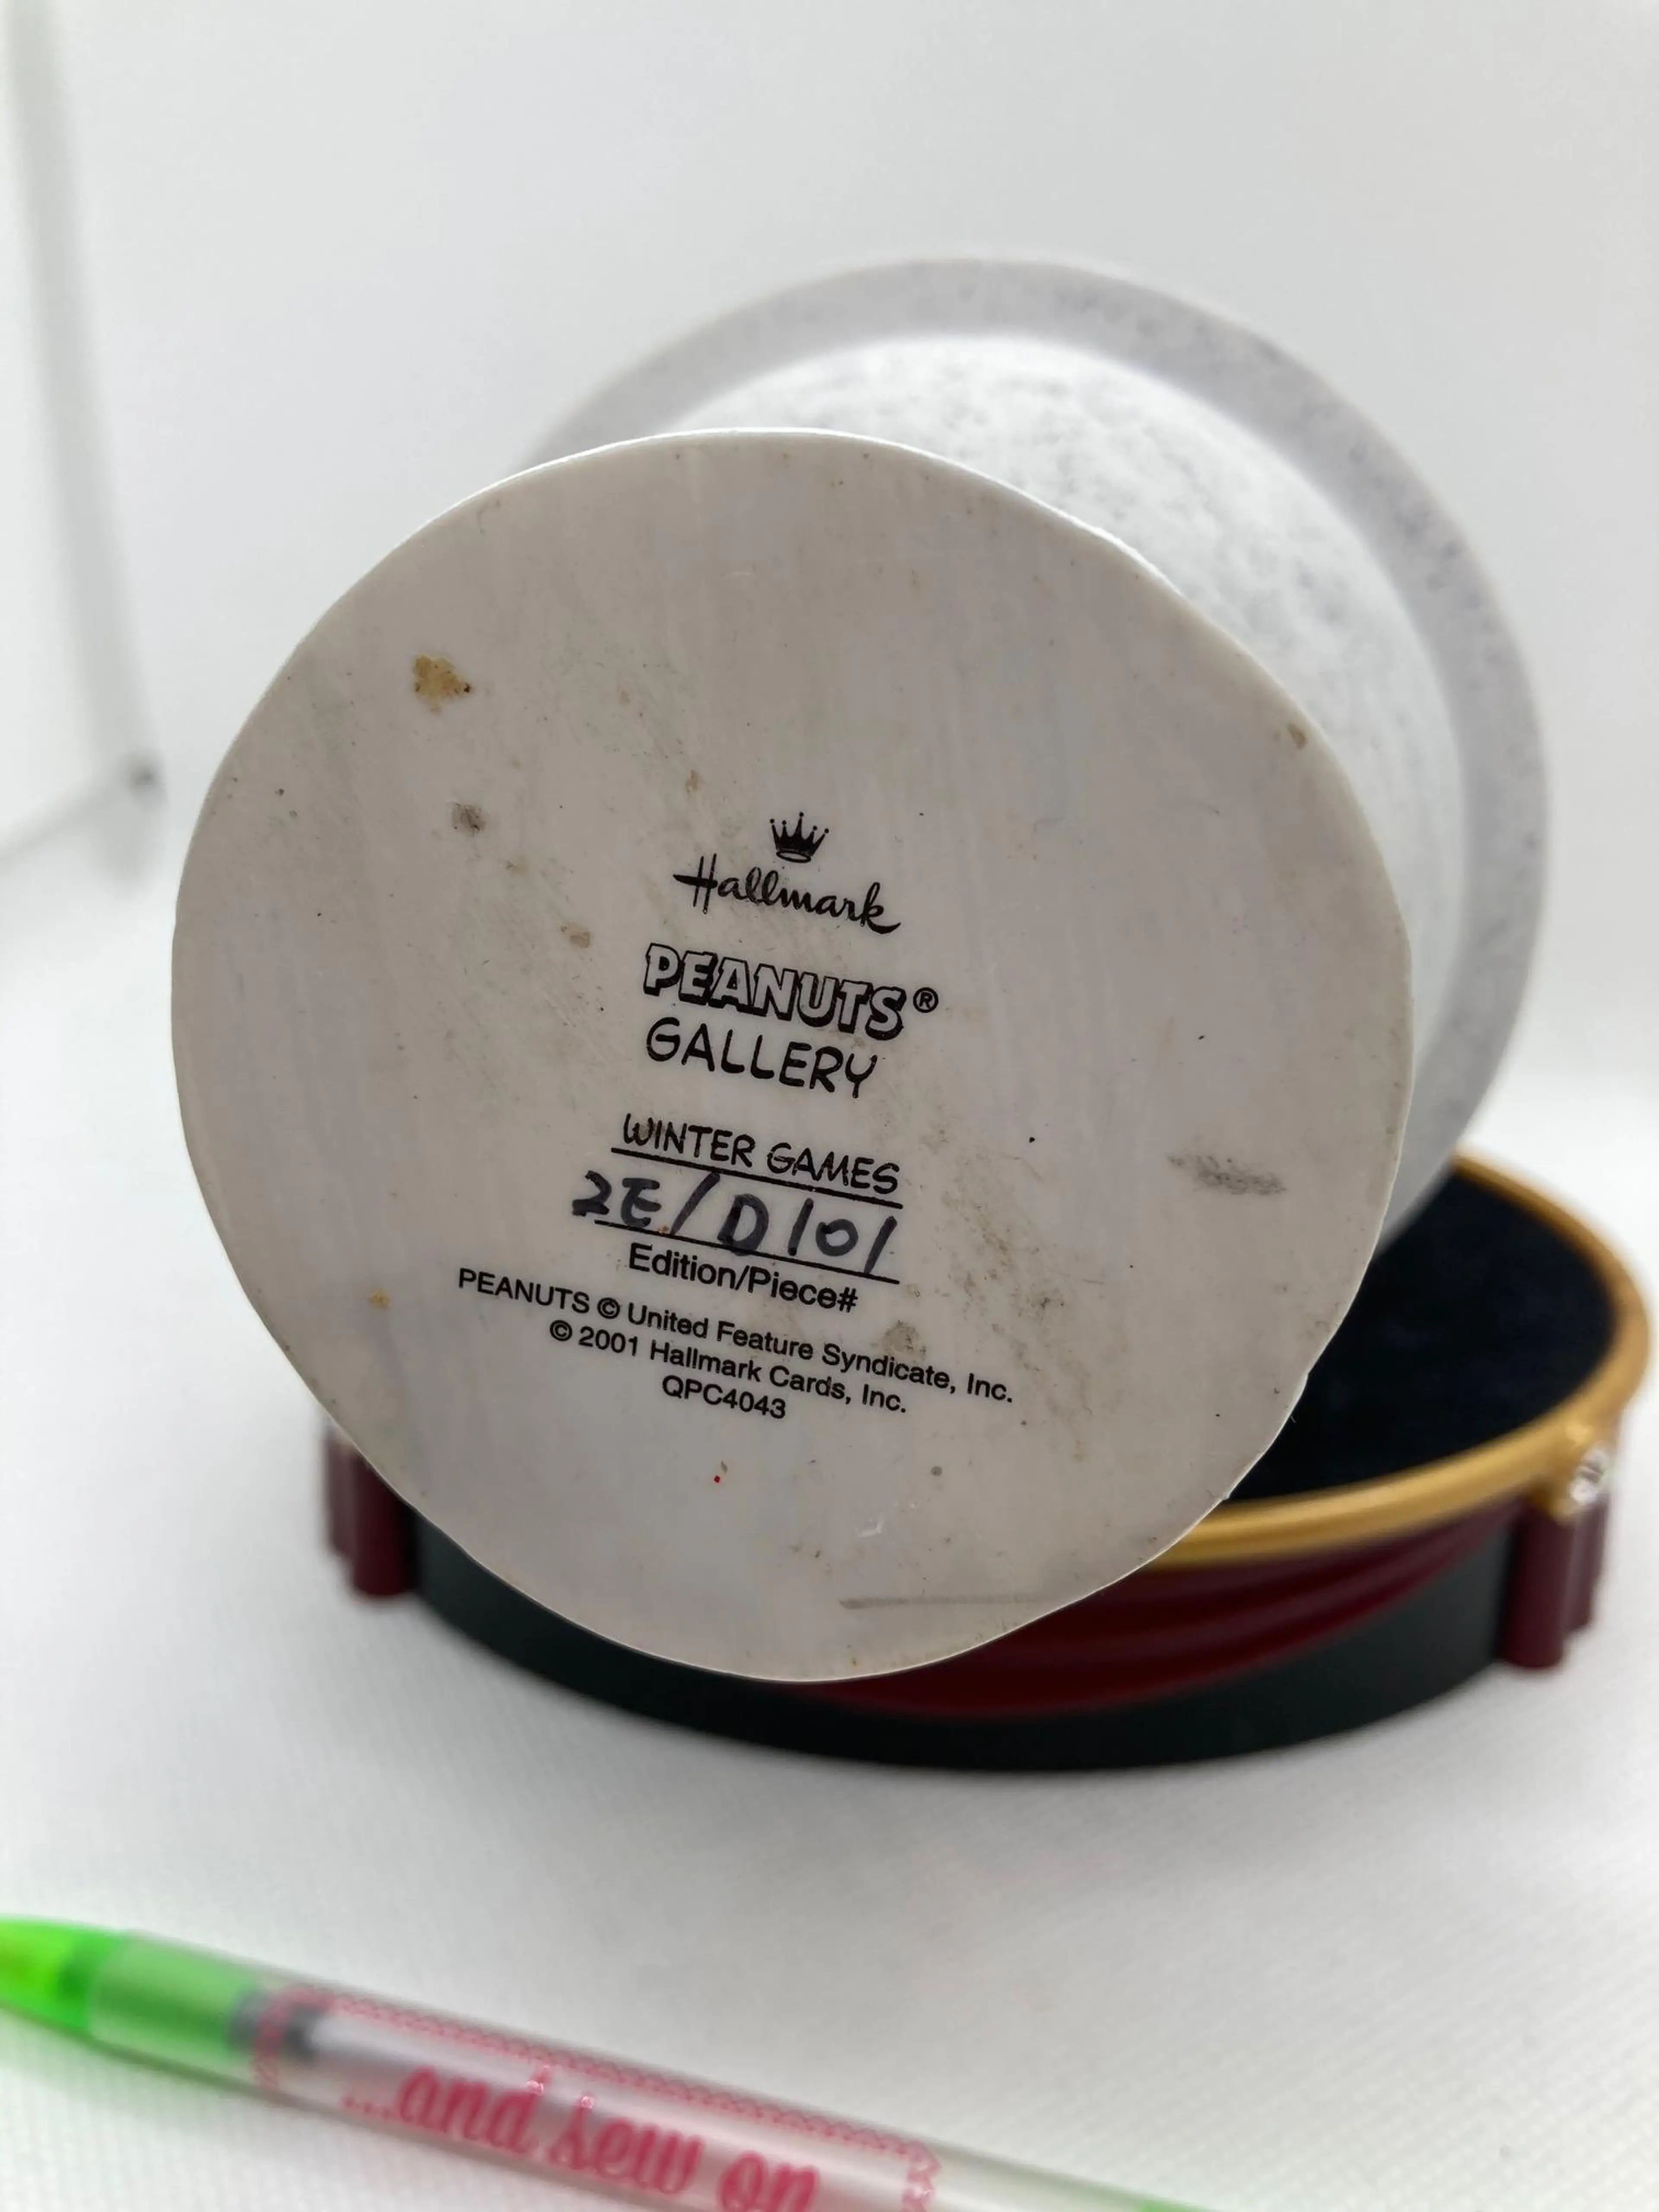 Hallmark
PEANUTS®
GALLERY
WINTER GAMES
2E/D101
Edition/Piece#
PEANUTS © United Feature Syndicate, Inc.
© 2001 Hallmark Cards, Inc.
QPC4043
...and sew on